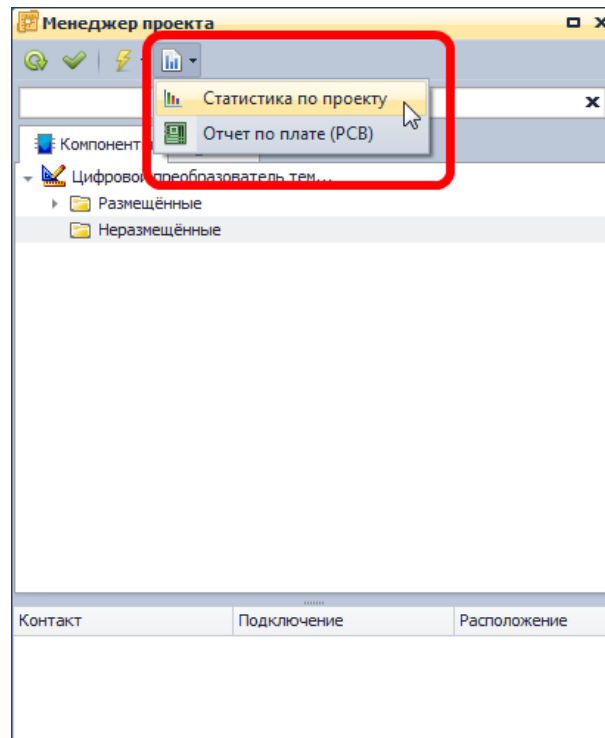 Менеджер проекта
Статистика по проекту
Отчет по плате (PCB)
Компонент
Цифровой преобразователь тем...
Размещённые
Неразмещённые
Контакт Подключение Расположение